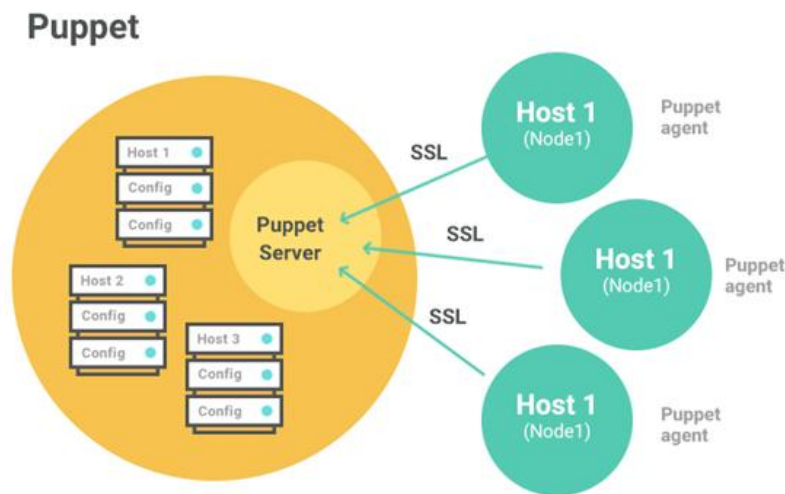 Puppet
Host 1
Config
Config
Host 2
Config
Config
Host 3
Config
Config
Puppet
Server
SSL
SSL
SSL
Host 1
(Node1)
Puppet
agent
Host 1
(Node1)
Puppet
agent
Host 1
(Node1)
Puppet
agent